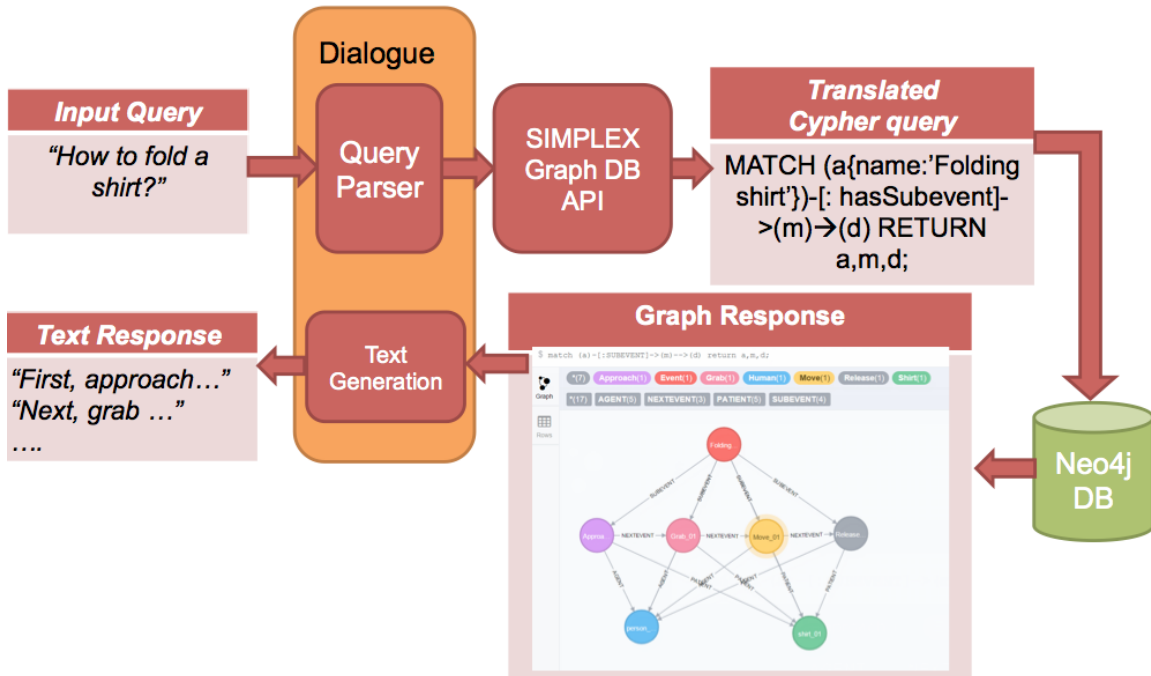 Dialogue
Input Query
“How to fold a
shirt?”
Query
Parser
SIMPLEX
Graph DB
API
Translated
Cypher query
MATCH (a{name:’Folding
shirt’})-[: hasSubevent]-
>(m)→(d) RETURN
a,m,d;
Text Response
“First, approach…”
“Next, grab …”
….
Text
Generation
Graph Response
$ match (a)-[:SUBEVENT]->(m)-->(d) return a,m,d;
Graph
Rows
*(7) Approach(1) Event(1) Grab(1) Human(1) Move(1) Release(1) Shirt(1)
*(17) AGENT(5) NEXTEVENT(3) PATIENT(5) SUBEVENT(4)
Folding
SUBEVENT SUBEVENT SUBEVENT SUBEVENT
Approa... NEXTEVENT Grab_01 NEXTEVENT Move_01 NEXTEVENT Release...
AGENT AGENT PATIENT PATIENT
person_... shirt_01
Neo4j
DB